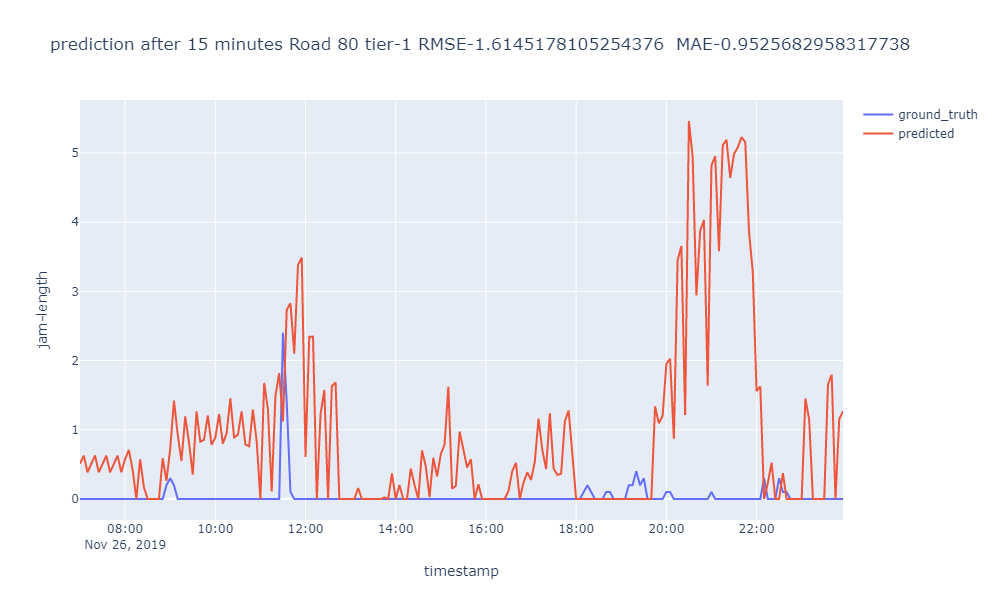 prediction after 15 minutes Road 80 tier-1 RMSE-1.6145178105254376  MAE-0.9525682958317738
ground_truth
predicted
5
4
3
2
1
0
jam-length
08:00 10:00 12:00 14:00 16:00 18:00 20:00 22:00
Nov 26, 2019
timestamp